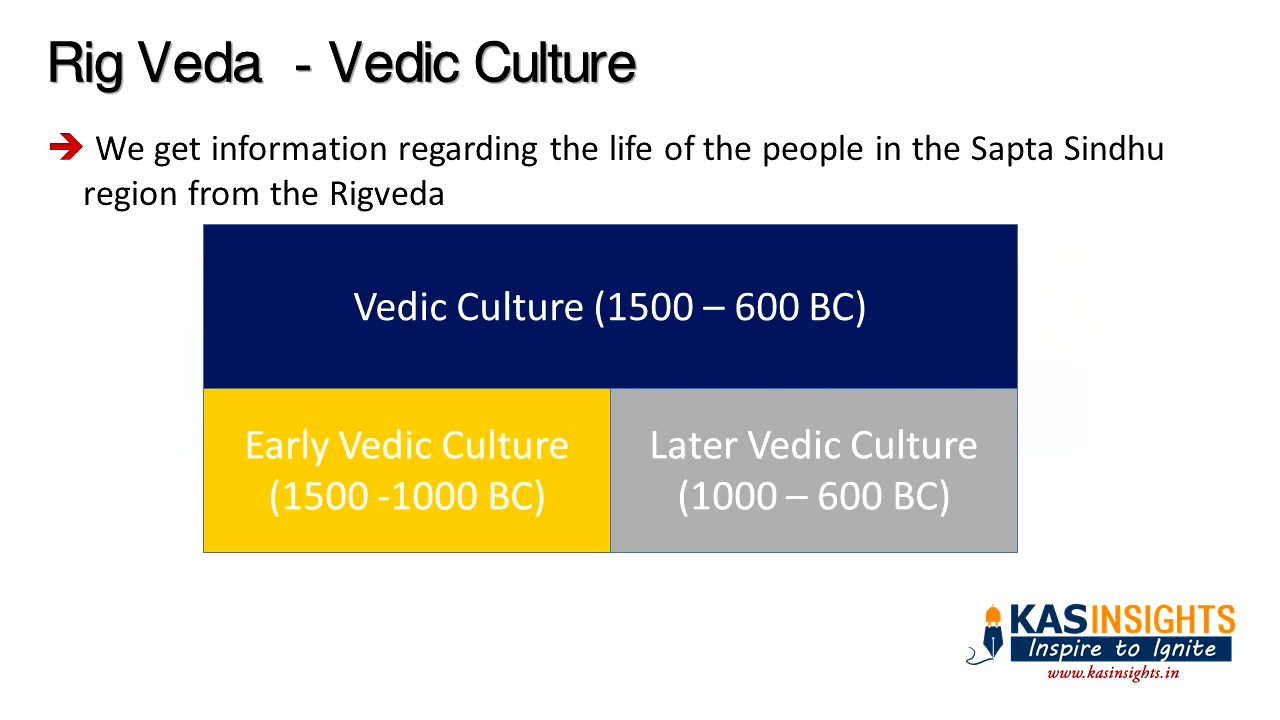 Rig Veda - Vedic Culture
We get information regarding the life of the people in the Sapta Sindhu
region from the Rigveda
Vedic Culture (1500 – 600 BC)
Early Vedic Culture
(1500 -1000 BC)
Later Vedic Culture
(1000 – 600 BC)
KASINSIGHTS
Inspire to Ignite
www.kasinsights.in